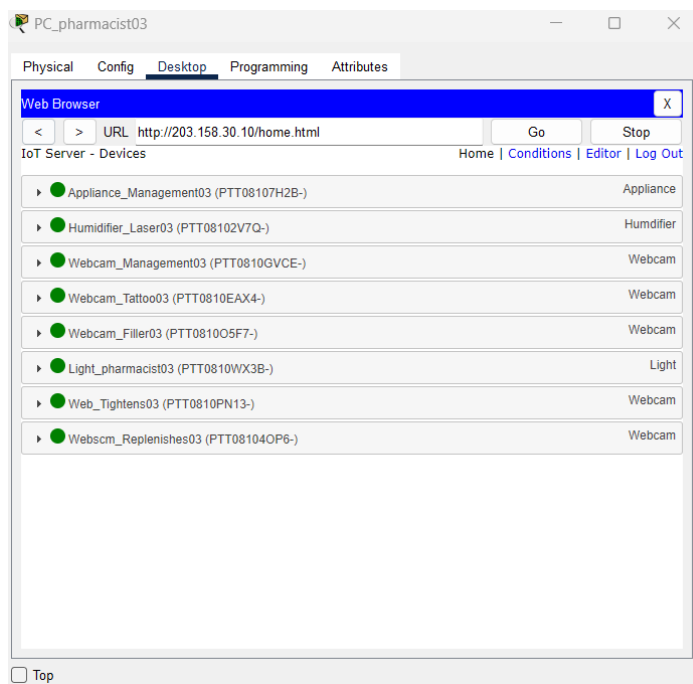 PC_pharmacist03
Physical Config Desktop Programming Attributes
Web Browser X
< > URL http://203.158.30.10/home.html Go Stop
IoT Server - Devices Home | Conditions | Editor | Log Out
Appliance_Management03 (PTT08107H2B-) Appliance
Humidifier_Laser03 (PTT08102V7Q-) Humdifier
Webcam_Management03 (PTT0810GVCE-) Webcam
Webcam_Tattoo03 (PTT0810EAX4-) Webcam
Webcam_Filler03 (PTT0810O5F7-) Webcam
Light_pharmacist03 (PTT0810WX3B-) Light
Web_Tightens03 (PTT0810PN13-) Webcam
Webscm_Replenishes03 (PTT08104OP6-) Webcam
Top